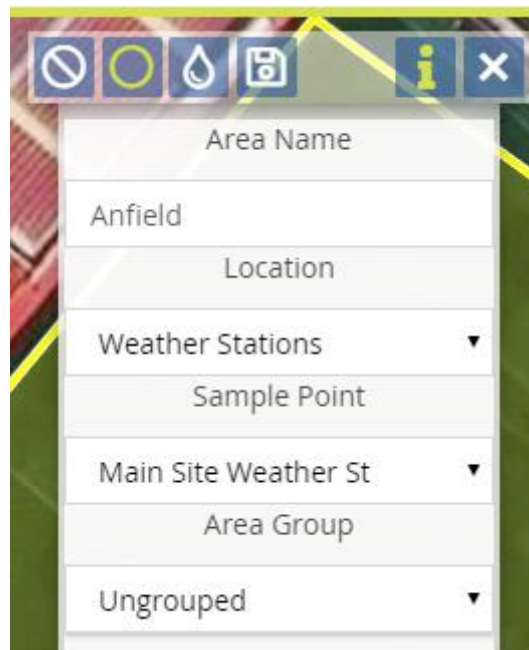 Area Name
Anfield
Location
Weather Stations
Sample Point
Main Site Weather St
Area Group
Ungrouped